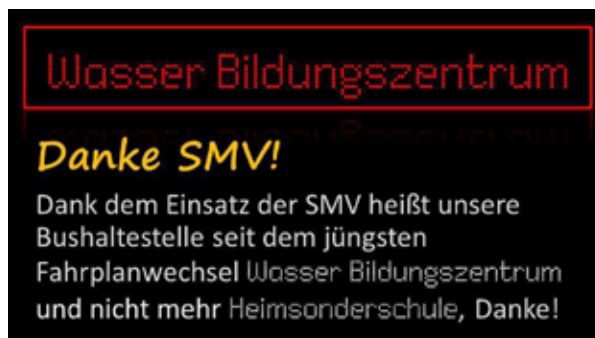 Wasser Bildungszentrum
Danke SMV!
Dank dem Einsatz der SMV heißt unsere
Bushaltestelle seit dem jüngsten
Fahrplanwechsel Wasser Bildungszentrum
und nicht mehr Heimsonderschule, Danke!